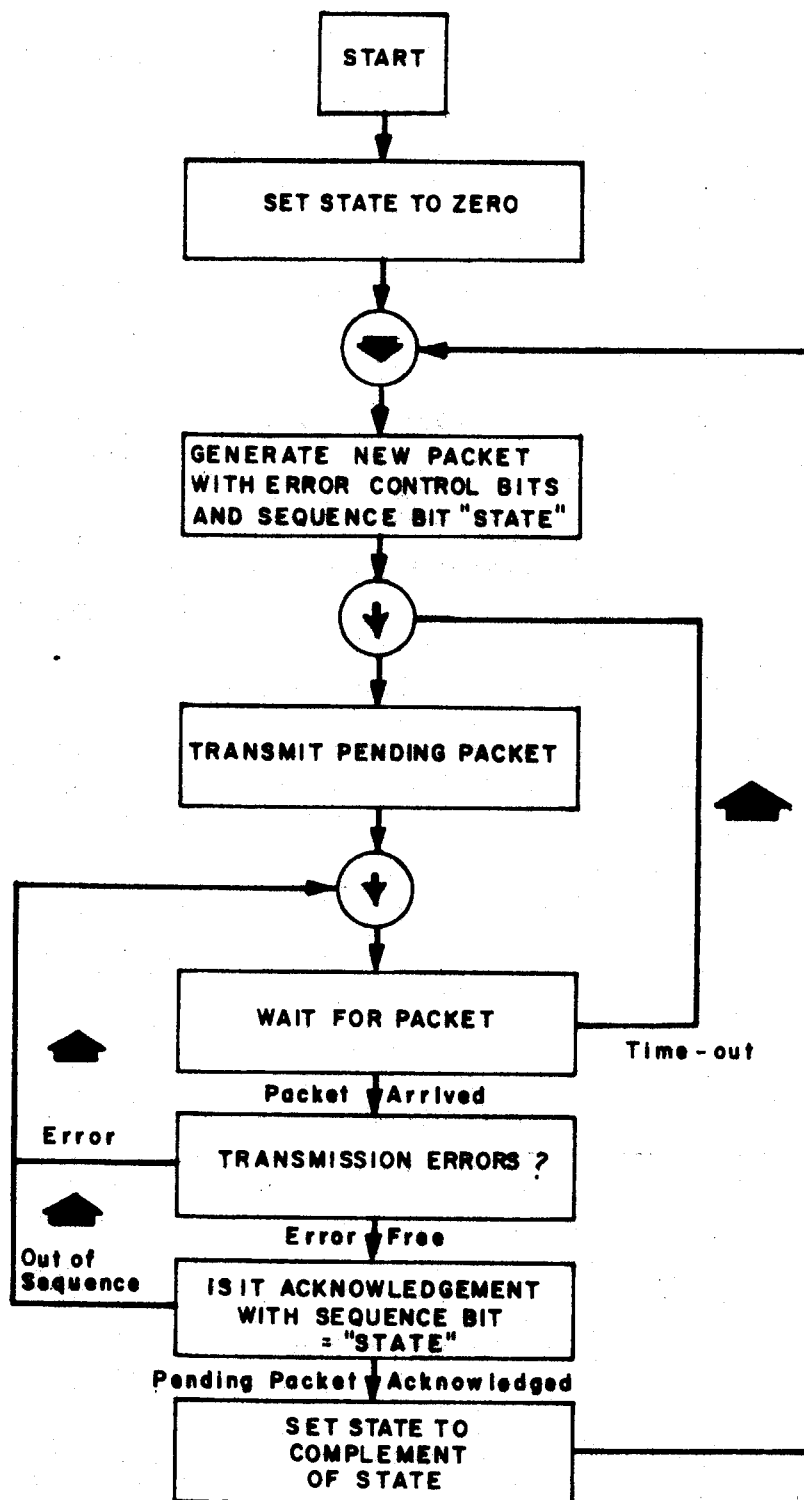 START
SET STATE TO ZERO
GENERATE NEW PACKET
WITH ERROR CONTROL BITS
AND SEQUENCE BIT "STATE"
TRANSMIT PENDING PACKET
WAIT FOR PACKET
Time-out
Packet Arrived
Error
TRANSMISSION ERRORS ?
Error Free
Out of
Sequence
IS IT ACKNOWLEDGEMENT
WITH SEQUENCE BIT
= "STATE"
Pending Packet Acknowledged
SET STATE TO
COMPLEMENT
OF STATE